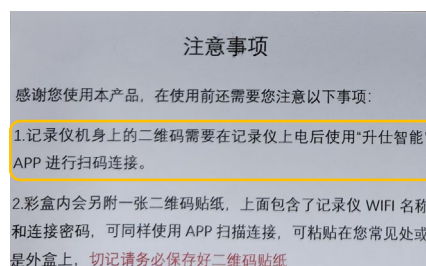 注意事项
感谢您使用本产品，在使用前还需要您注意以下事项：
1.记录仪机身上的二维码需要在记录仪上电后使用“升仕智能”
APP 进行扫码连接。
2.彩盒内会另附一张二维码贴纸，上面包含了记录仪 WIFI 名称
和连接密码，可同样使用 APP 扫描连接，可粘贴在您常见处或
是外盒上，切记请务必保存好二维码贴纸